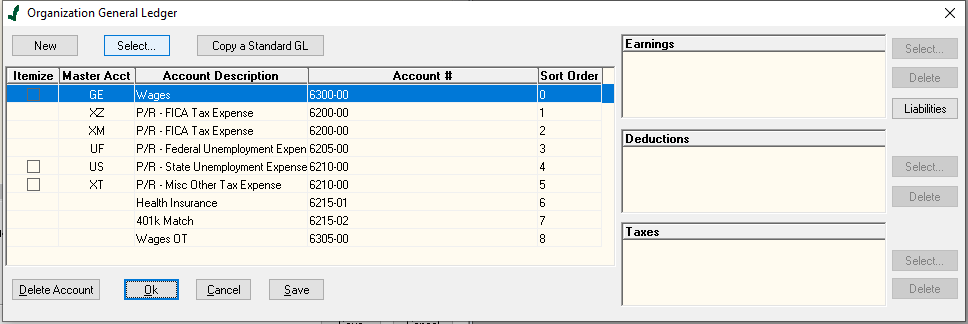 Organization General Ledger
New Select... Copy a Standard GL
Itemize Master Acct Account Description Account # Sort Order
GE Wages 6300-00 0
XZ P/R - FICA Tax Expense 6200-00 1
XM P/R - FICA Tax Expense 6200-00 2
UF P/R - Federal Unemployment Expen 6205-00 3
US P/R - State Unemployment Expense 6210-00 4
XT P/R - Misc Other Tax Expense 6210-00 5
Health Insurance 6215-01 6
401k Match 6215-02 7
Wages OT 6305-00 8
Delete Account Ok Cancel Save
Earnings
Select...
Delete
Liabilities
Deductions
Select...
Delete
Taxes
Select...
Delete